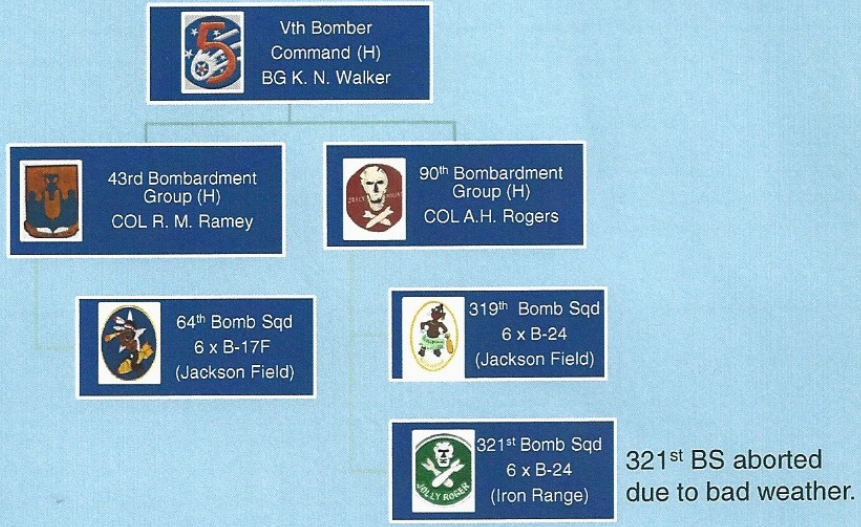 Vth Bomber
Command (H)
BG K. N. Walker
43rd Bombardment
Group (H)
COL R. M. Ramey
90th Bombardment
Group (H)
COL A.H. Rogers
64th Bomb Sqd
6 x B-17F
(Jackson Field)
319th Bomb Sqd
6 x B-24
(Jackson Field)
321st Bomb Sqd
6 x B-24
(Iron Range)
JOLLY ROGER
321st BS aborted
due to bad weather.